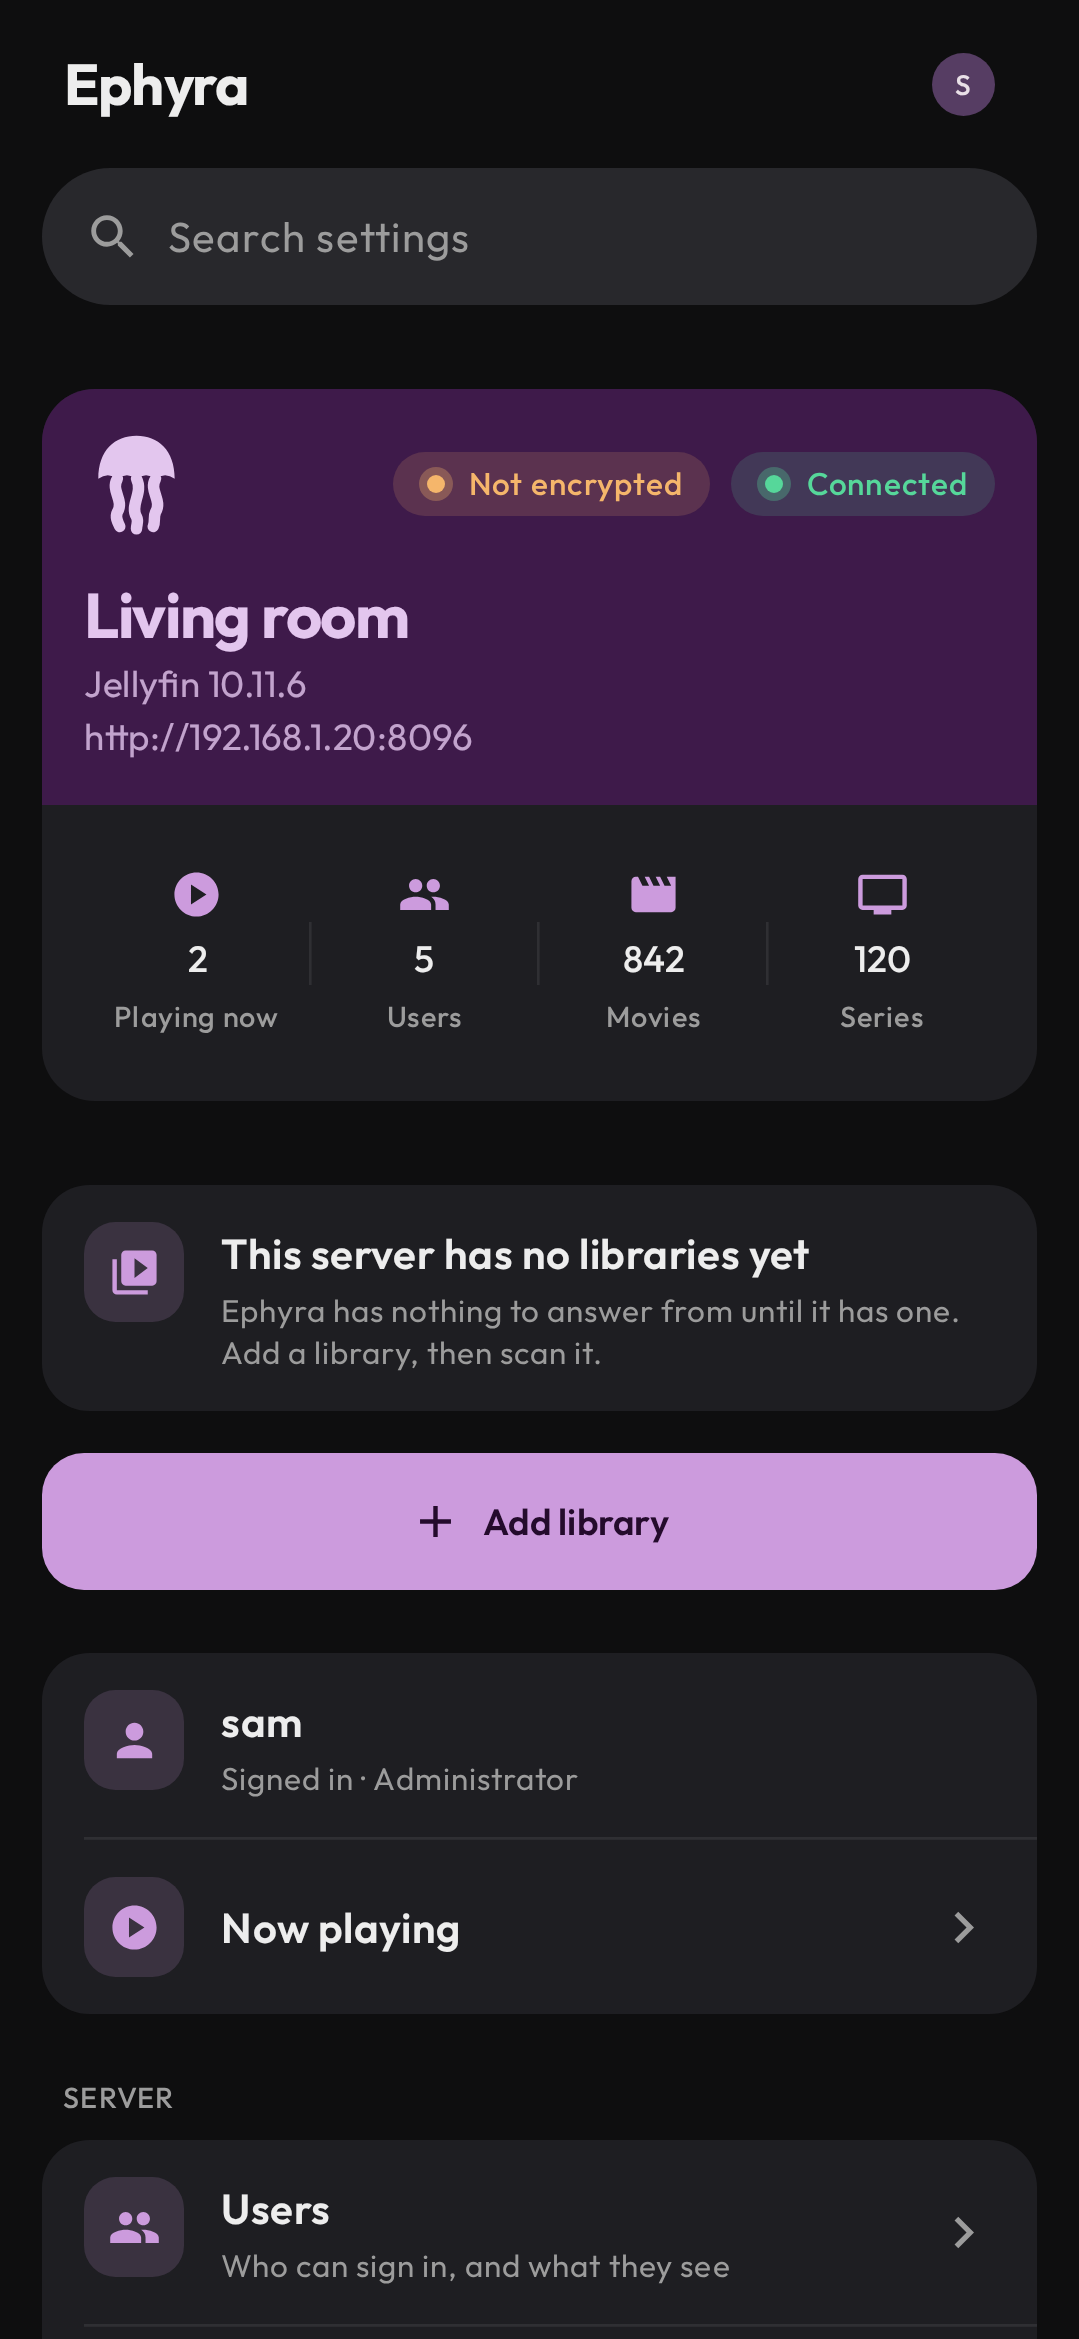 Ephyra
S
Search settings
Not encrypted
Connected
Living room
Jellyfin 10.11.6
http://192.168.1.20:8096
2
5
842
120
Playing now
Users
Movies
Series
This server has no libraries yet
Ephyra has nothing to answer from until it has one.
Add a library, then scan it.
Add library
sam
Signed in · Administrator
Now playing
SERVER
Users
Who can sign in, and what they see